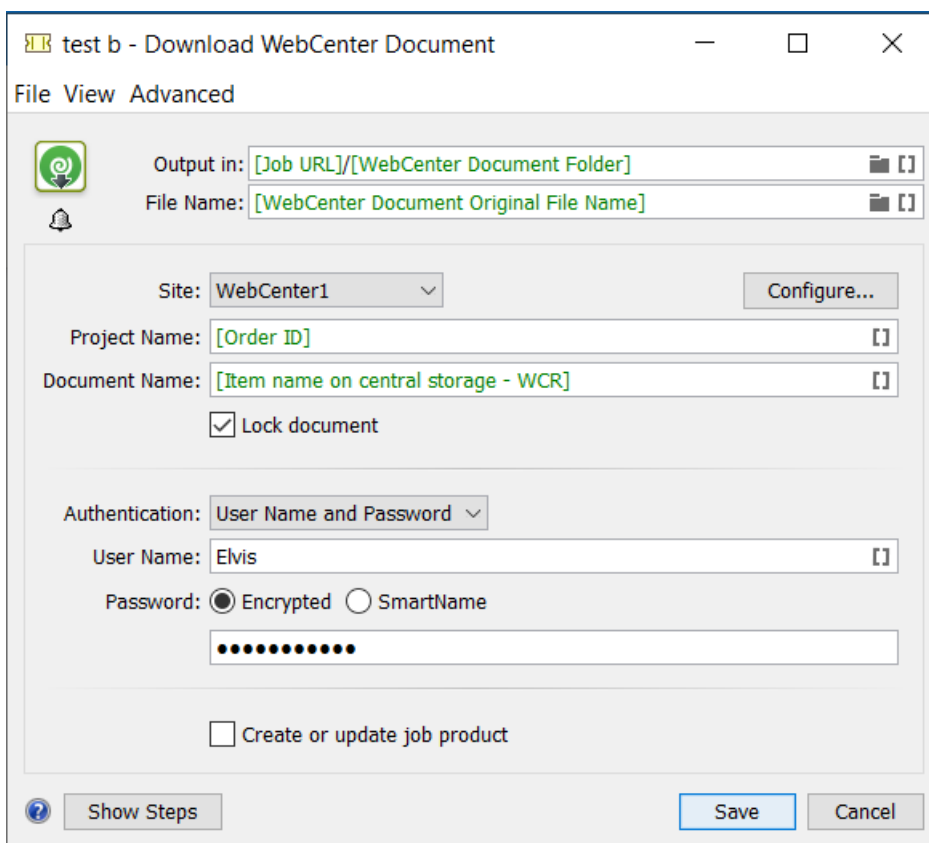 test b - Download WebCenter Document
File View Advanced
Output in: [Job URL]/[WebCenter Document Folder]
File Name: [WebCenter Document Original File Name]
Site: WebCenter1 Configure...
Project Name: [Order ID]
Document Name: [Item name on central storage - WCR]
Lock document
Authentication: User Name and Password
User Name: Elvis
Password: Encrypted SmartName
●●●●●●●●●●●
Create or update job product
? Show Steps Save Cancel